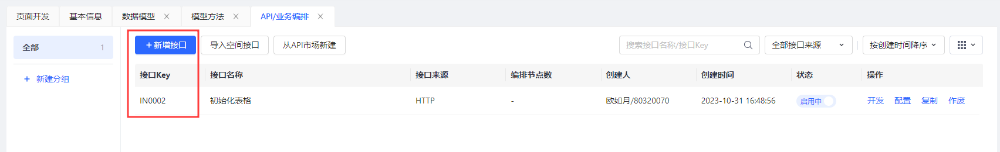 页面开发 基本信息 数据模型 模型方法 API/业务编排
全部 1
+ 新建分组
+新增接口 导入空间接口 从API市场新建 搜索接口名称/接口Key 全部接口来源 按创建时间降序
接口Key 接口名称 接口来源 编排节点数 创建人 创建时间 状态 操作
IN0002 初始化表格 HTTP - 欧如月/80320070 2023-10-31 16:48:56 启用中 开发 配置 复制 作废